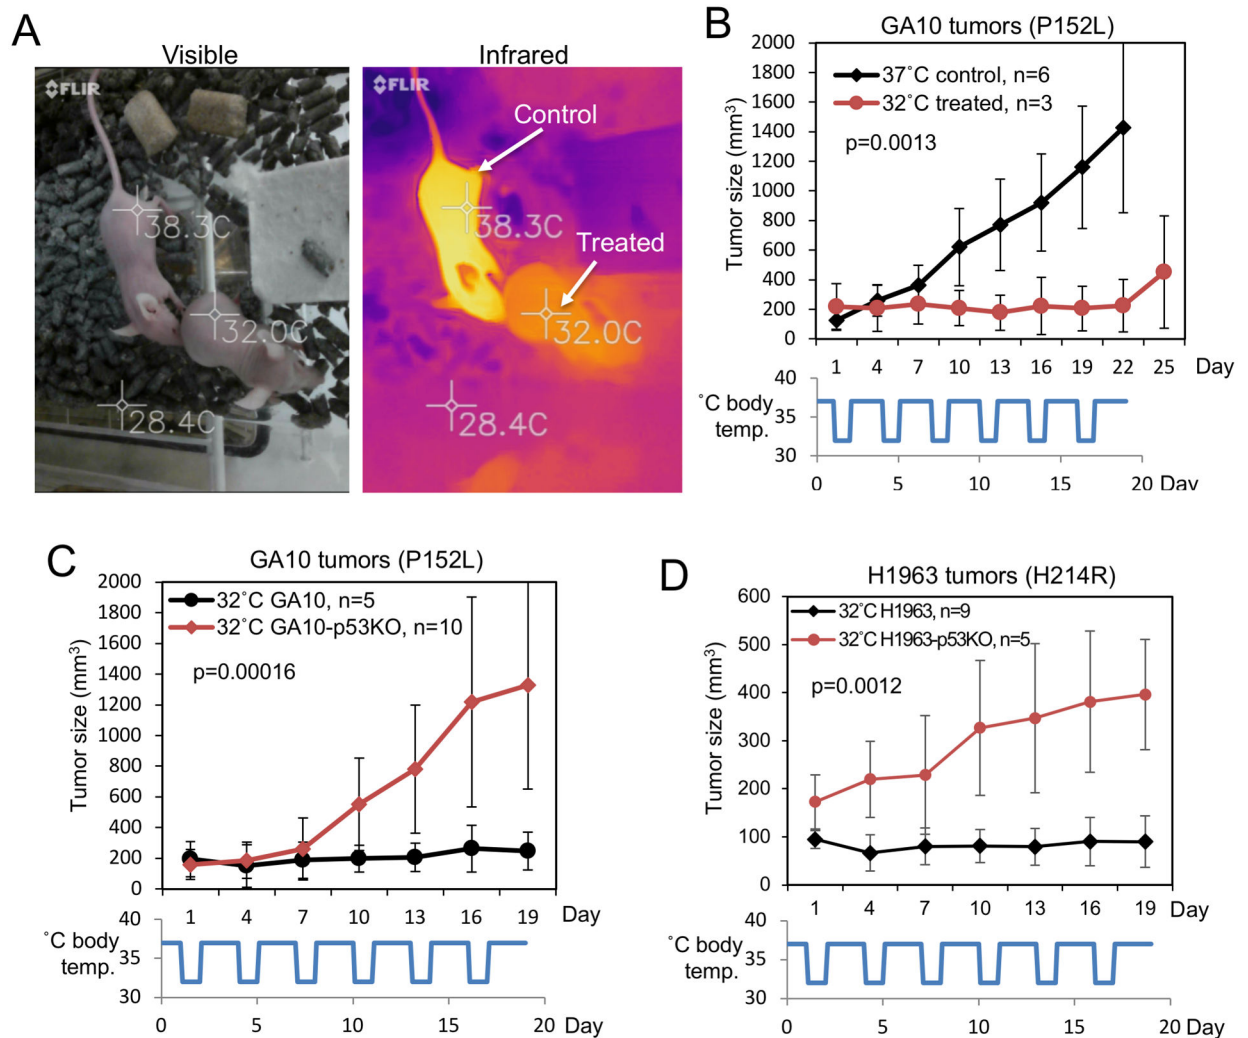 A
Visible
Infrared
FLIR
38.3C
32.0C
28.4C
FLIR
Control
38.3C
Treated
32.0C
28.4C
B
GA10 tumors (P152L)
37˚C control, n=6
32˚C treated, n=3
p=0.0013
Tumor size (mm³)
2000
1800
1600
1400
1200
1000
800
600
400
200
0
1 4 7 10 13 16 19 22 25 Day
˚C body
temp.
40
35
30
0 5 10 15 20 Day
C
GA10 tumors (P152L)
32˚C GA10, n=5
32˚C GA10-p53KO, n=10
p=0.00016
Tumor size (mm³)
2000
1800
1600
1400
1200
1000
800
600
400
200
0
1 4 7 10 13 16 19 Day
˚C body
temp.
40
35
30
0 5 10 15 20 Day
D
H1963 tumors (H214R)
32˚C H1963, n=9
32˚C H1963-p53KO, n=5
p=0.0012
Tumor size (mm³)
600
500
400
300
200
100
0
1 4 7 10 13 16 19 Day
˚C body
temp.
40
35
30
0 5 10 15 20 Day